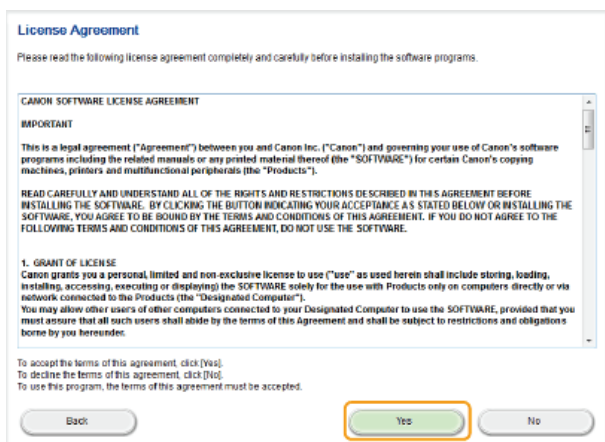 License Agreement
Please read the following license agreement completely and carefully before installing the software programs.
CANON SOFTWARE LICENSE AGREEMENT
IMPORTANT
This is a legal agreement ("Agreement") between you and Canon Inc. ("Canon") and governing your use of Canon's software
programs including the related manuals or any printed material thereof (the "SOFTWARE") for certain Canon's copying
machines, printers and multifunctional peripherals (the "Products").
READ CAREFULLY AND UNDERSTAND ALL OF THE RIGHTS AND RESTRICTIONS DESCRIBED IN THIS AGREEMENT BEFORE
INSTALLING THE SOFTWARE. BY CLICKING THE BUTTON INDICATING YOUR ACCEPTANCE AS STATED BELOW OR INSTALLING THE
SOFTWARE, YOU AGREE TO BE BOUND BY THE TERMS AND CONDITIONS OF THIS AGREEMENT. IF YOU DO NOT AGREE TO THE
FOLLOWING TERMS AND CONDITIONS OF THIS AGREEMENT, DO NOT USE THE SOFTWARE.
1. GRANT OF LICENSE
Canon grants you a personal, limited and non-exclusive license to use ("use" as used herein shall include storing, loading,
installing, accessing, executing or displaying) the SOFTWARE solely for the use with Products only on computers directly or via
network connected to the Products (the "Designated Computer").
You may allow other users of other computers connected to your Designated Computer to use the SOFTWARE, provided that you
must assure that all such users shall abide by the terms of this Agreement and shall be subject to restrictions and obligations
borne by you hereunder.
To accept the terms of this agreement, click [Yes].
To decline the terms of this agreement, click [No].
To use this program, the terms of this agreement must be accepted.
Back Yes No